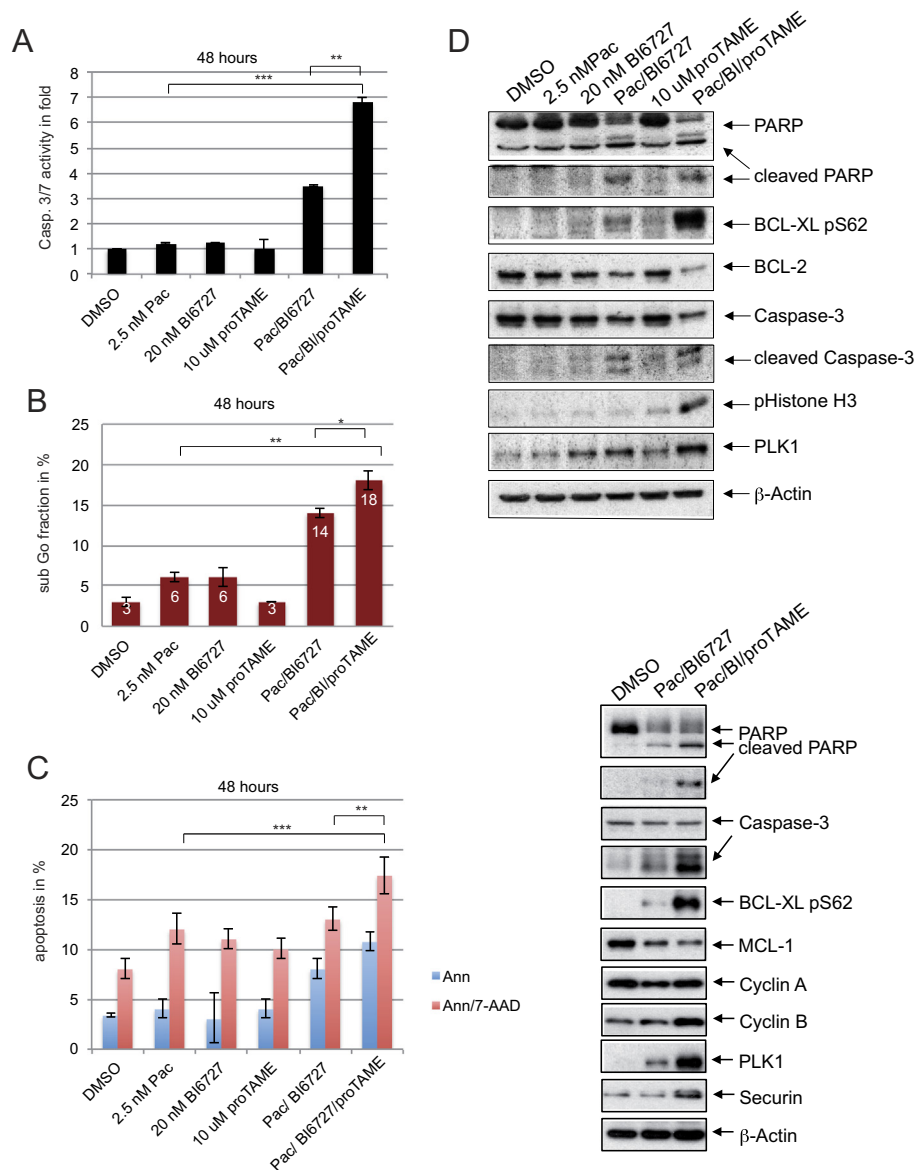 A
48 hours
**
***
Casp. 3/7 activity in fold
8
7
6
5
4
3
2
1
0
DMSO
2.5 nM Pac
20 nM BI6727
10 uM proTAME
Pac/BI6727
Pac/BI/proTAME
B
48 hours
*
**
sub Go fraction in %
25
20
15
10
5
0
3
6
6
3
14
18
DMSO
2.5 nM Pac
20 nM BI6727
10 uM proTAME
Pac/BI6727
Pac/BI/proTAME
C
48 hours
**
***
apoptosis in %
25
20
15
10
5
0
Ann
Ann/7-AAD
DMSO
2.5 nM Pac
20 nM BI6727
10 uM proTAME
Pac/ BI6727
Pac/ BI6727/proTAME
D
DMSO
2.5 nMPac
20 nM BI6727
Pac/BI6727
10 uM proTAME
Pac/BI/proTAME
PARP
cleaved PARP
BCL-XL pS62
BCL-2
Caspase-3
cleaved Caspase-3
pHistone H3
PLK1
β-Actin
DMSO
Pac/BI6727
Pac/BI/proTAME
PARP
cleaved PARP
Caspase-3
BCL-XL pS62
MCL-1
Cyclin A
Cyclin B
PLK1
Securin
β-Actin